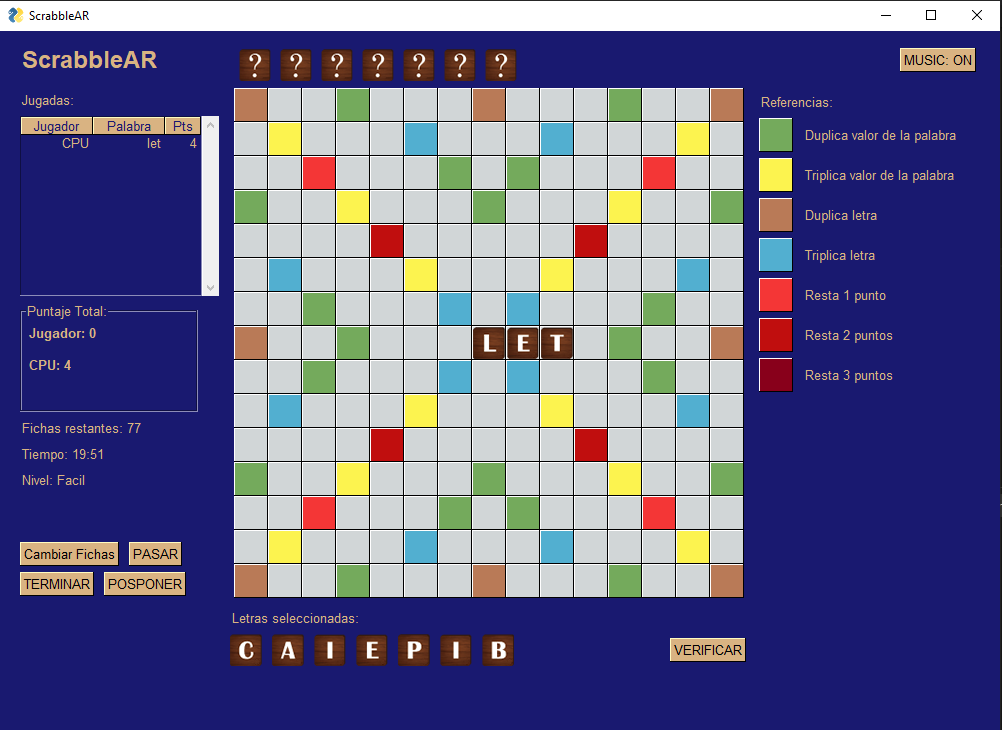 ScrabbleAR
ScrabbleAR
? ? ? ? ? ? ?
MUSIC: ON
Jugadas:
Jugador Palabra Pts
CPU let 4
Puntaje Total:
Jugador: 0
CPU: 4
Fichas restantes: 77
Tiempo: 19:51
Nivel: Facil
Cambiar Fichas PASAR
TERMINAR POSPONER
L E T
Letras seleccionadas:
C A I E P I B
VERIFICAR
Referencias:
Duplica valor de la palabra
Triplica valor de la palabra
Duplica letra
Triplica letra
Resta 1 punto
Resta 2 puntos
Resta 3 puntos